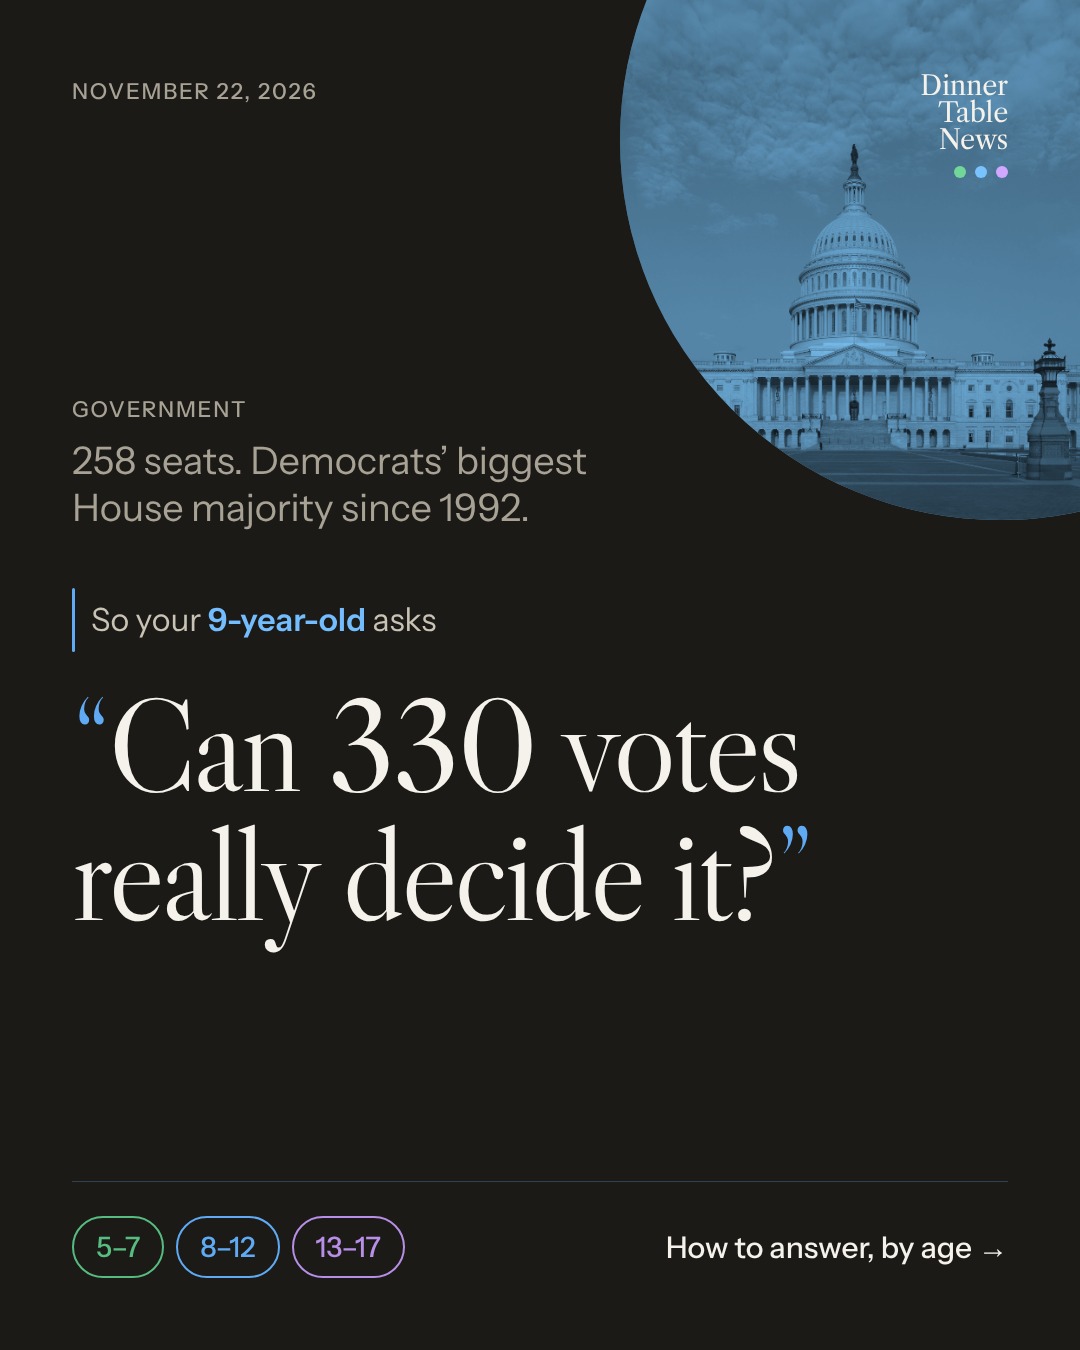 NOVEMBER 22, 2026
Dinner
Table
News
GOVERNMENT
258 seats. Democrats’ biggest
House majority since 1992.
So your 9-year-old asks
“Can 330 votes
really decide it?”
5–7
8–12
13–17
How to answer, by age →